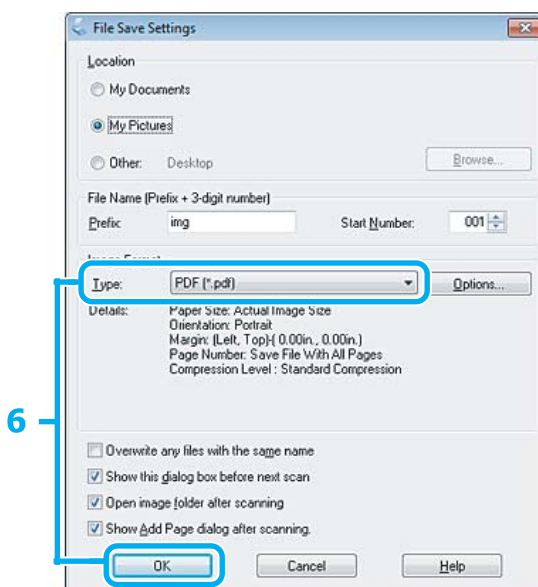 File Save Settings
Location
My Documents
My Pictures
Other: Desktop Browse...
File Name (Prefix + 3-digit number)
Prefix: img Start Number: 001
Image Format
Type: PDF (*.pdf) Options...
Details: Paper Size: Actual Image Size
Orientation: Portrait
Margin: (Left, Top)( 0.00in., 0.00in.)
Page Number: Save File With All Pages
Compression Level : Standard Compression
6
Overwrite any files with the same name
Show this dialog box before next scan
Open image folder after scanning
Show Add Page dialog after scanning.
OK Cancel Help